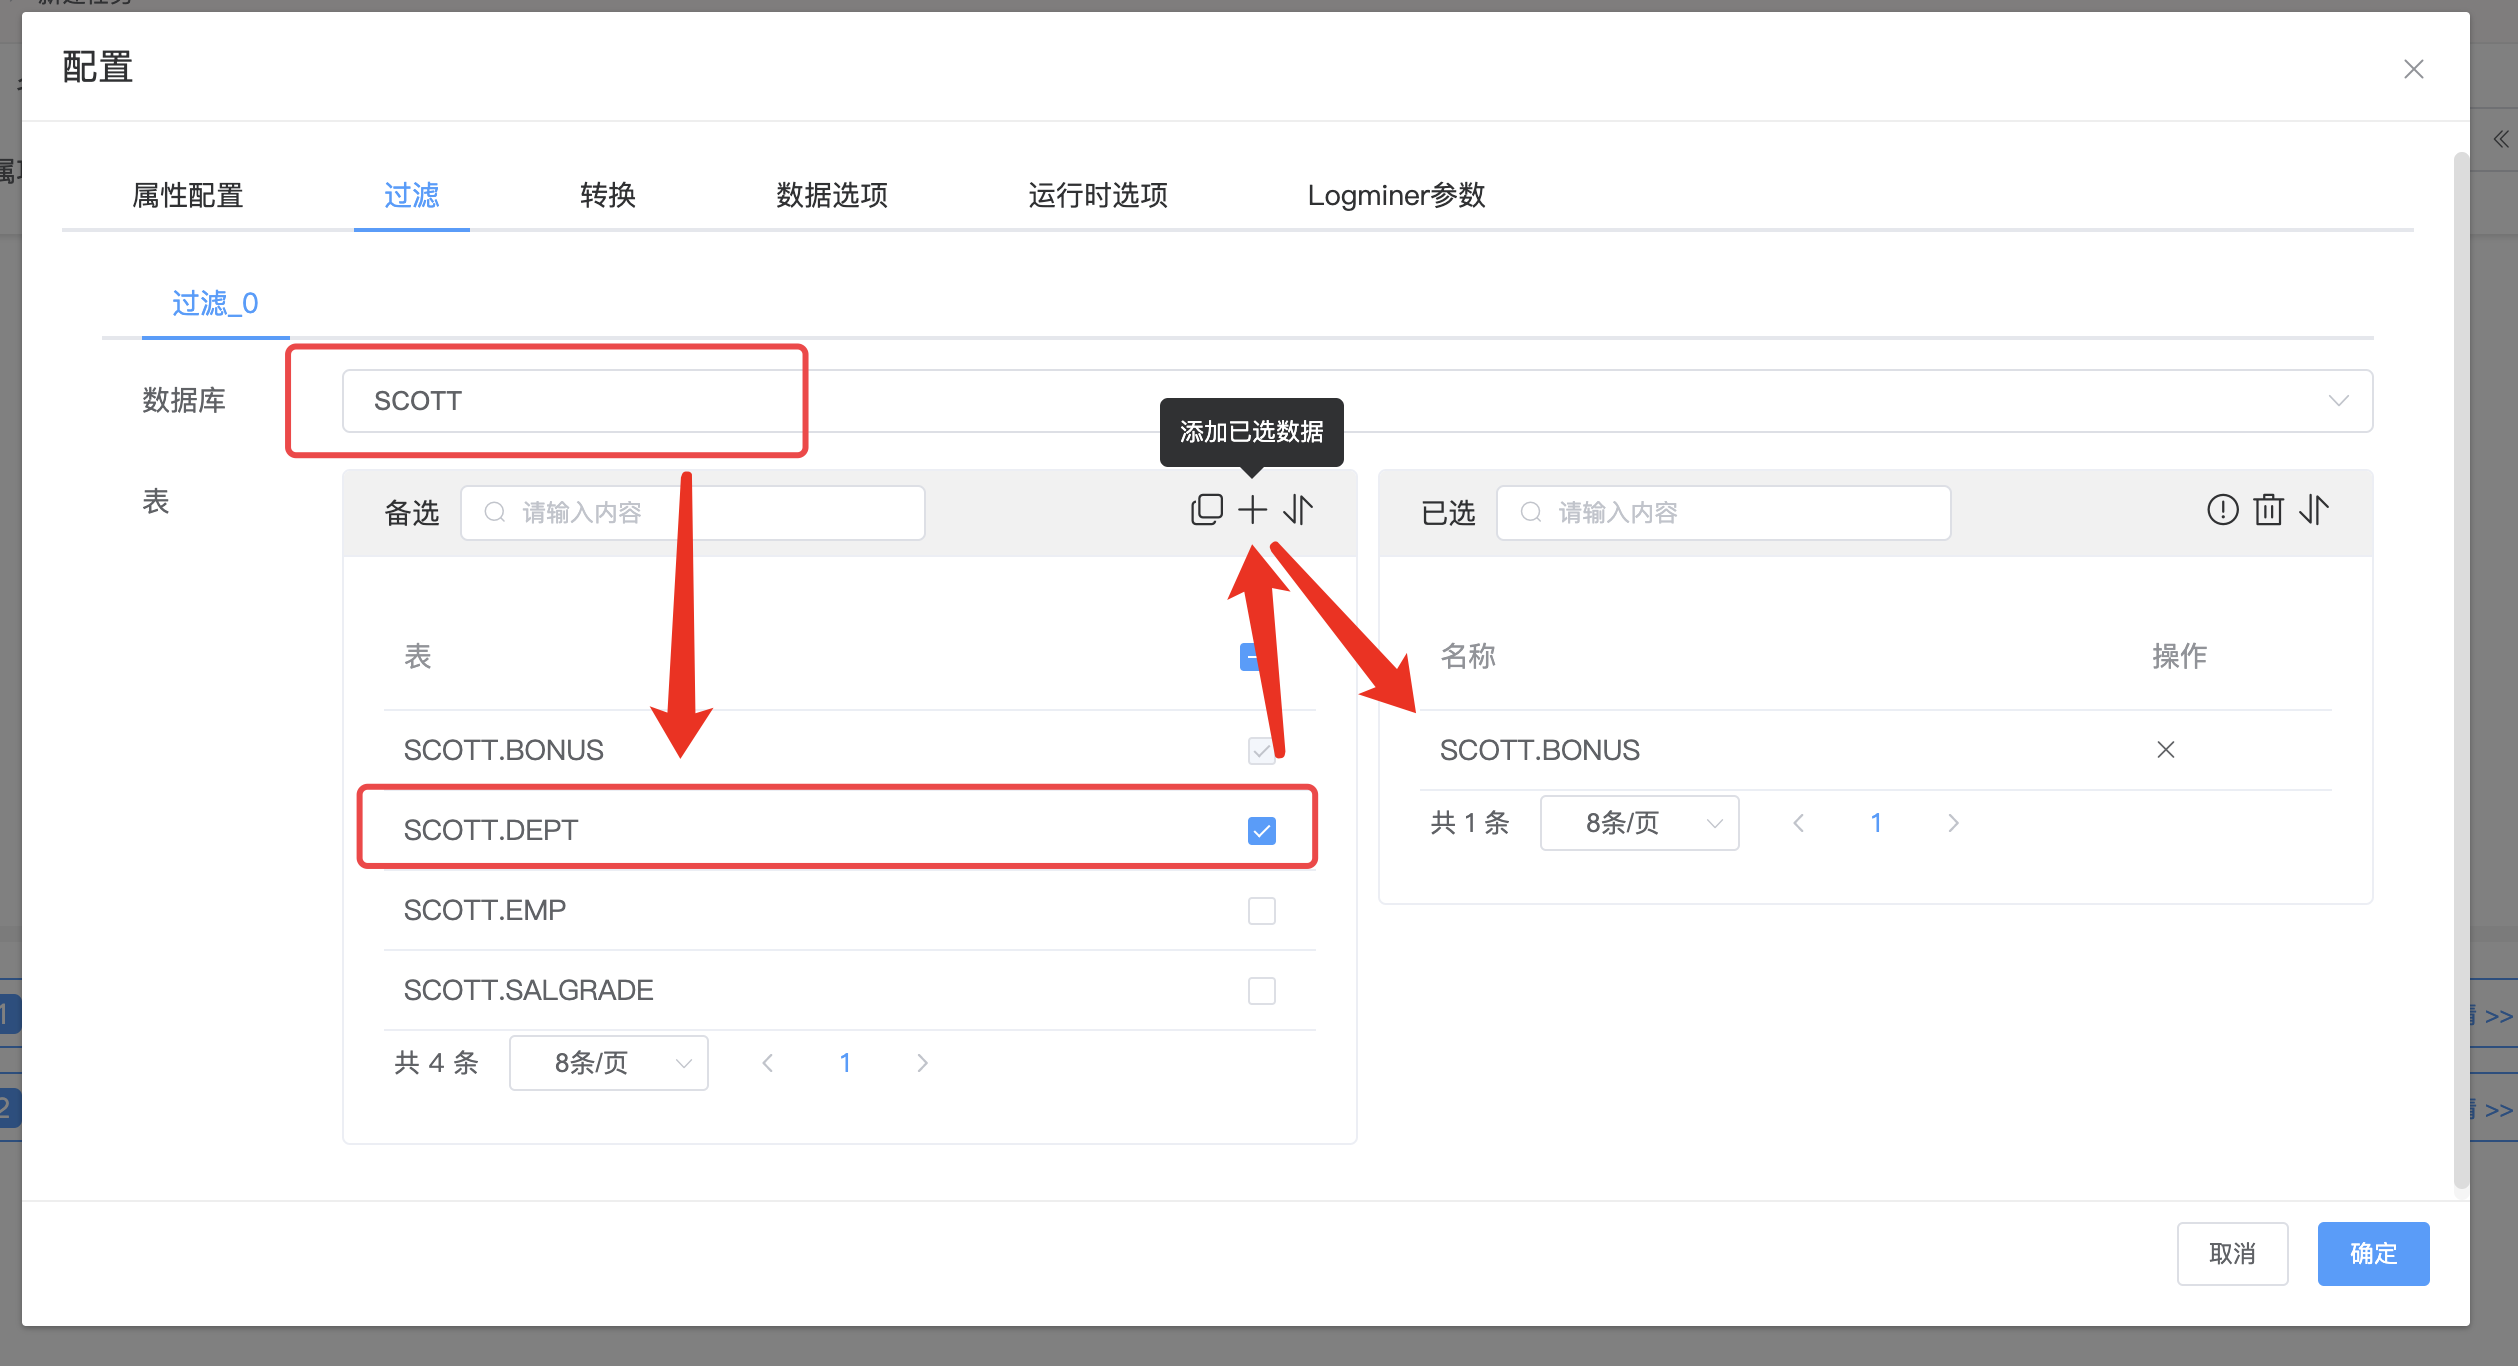 配置
属性配置 过滤 转换 数据选项 运行时选项 Logminer参数
过滤_0
数据库 SCOTT
添加已选数据
表 备选 请输入内容 已选 请输入内容
表 名称 操作
SCOTT.BONUS SCOTT.BONUS
SCOTT.DEPT 共 1 条 8条/页 1
SCOTT.EMP
SCOTT.SALGRADE
1 >>
共 4 条 8条/页 1
2 >>
取消 确定